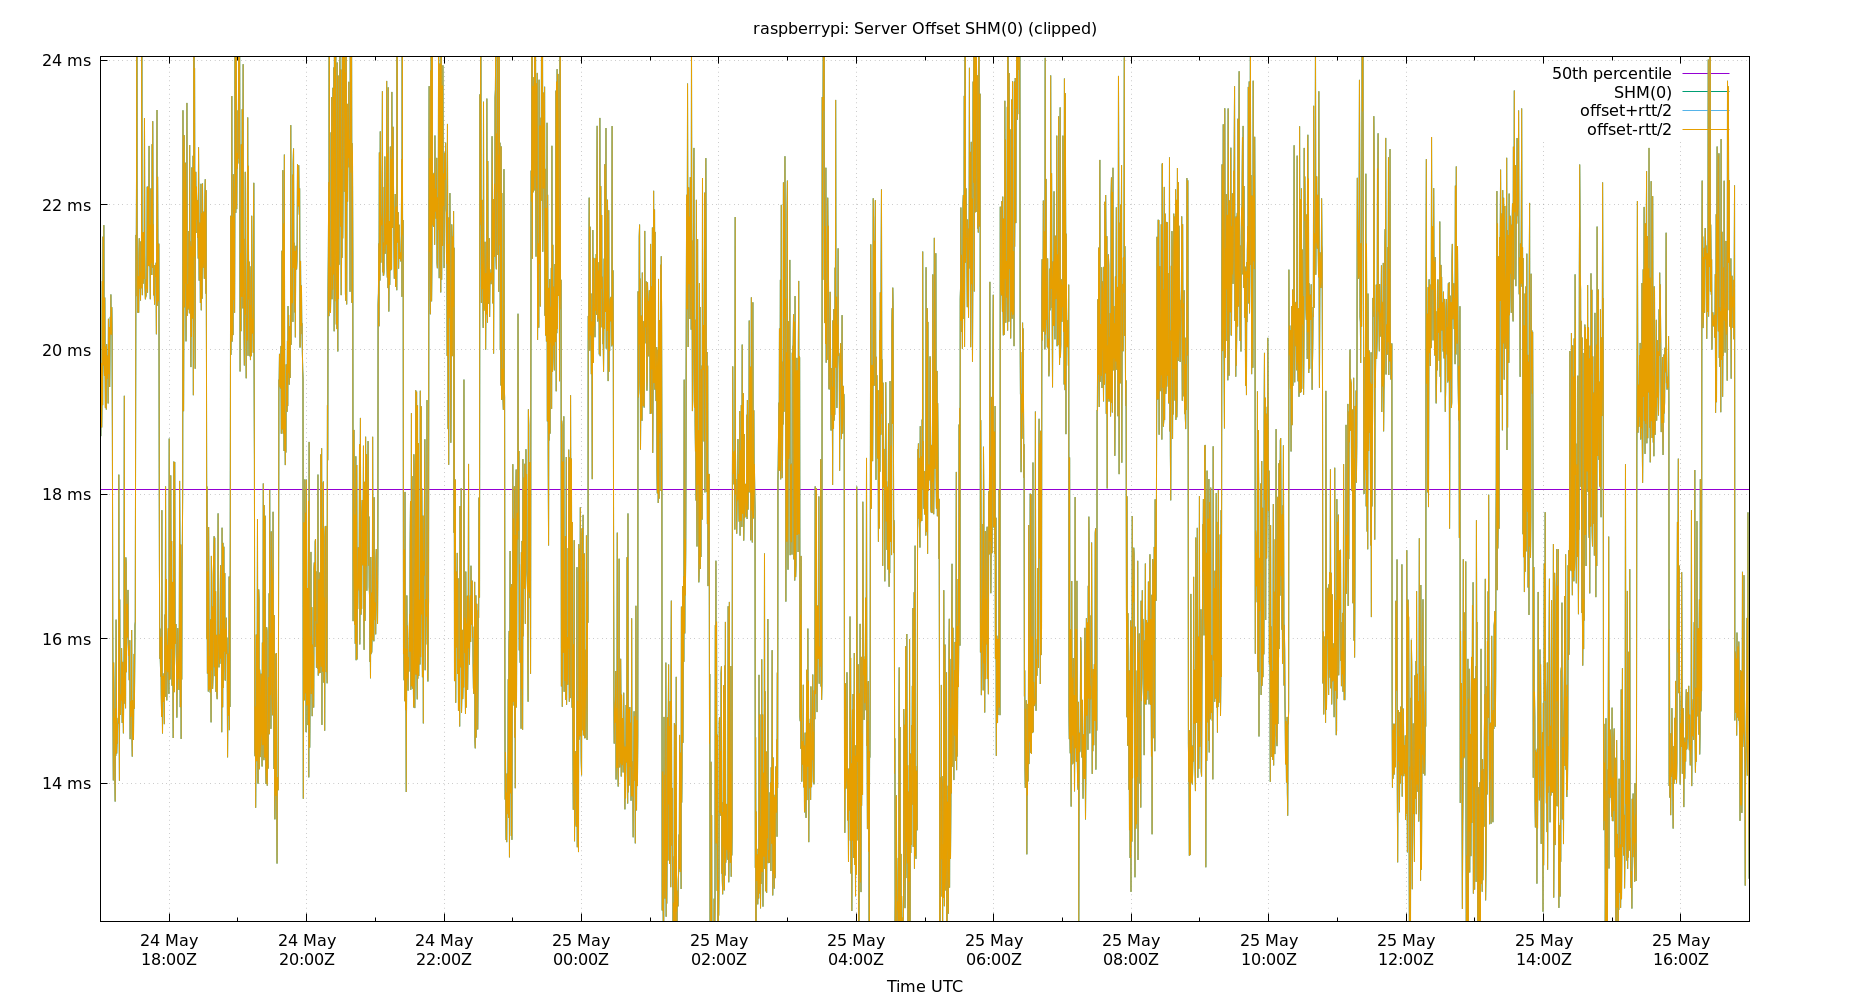 raspberrypi: Server Offset SHM(0) (clipped)
24 ms
22 ms
20 ms
18 ms
16 ms
14 ms
50th percentile
SHM(0)
offset+rtt/2
offset-rtt/2
24 May 24 May 24 May 25 May 25 May 25 May 25 May 25 May 25 May 25 May 25 May 25 May
18:00Z 20:00Z 22:00Z 00:00Z 02:00Z 04:00Z 06:00Z 08:00Z 10:00Z 12:00Z 14:00Z 16:00Z
Time UTC